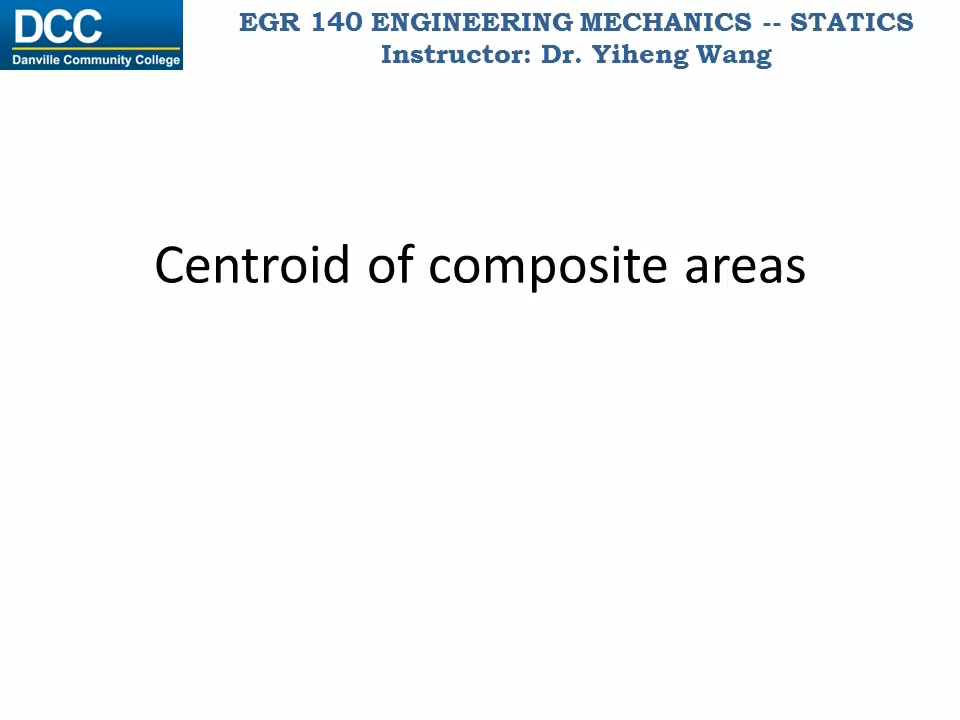 DCC
Danville Community College
EGR 140 ENGINEERING MECHANICS -- STATICS
Instructor: Dr. Yiheng Wang
Centroid of composite areas